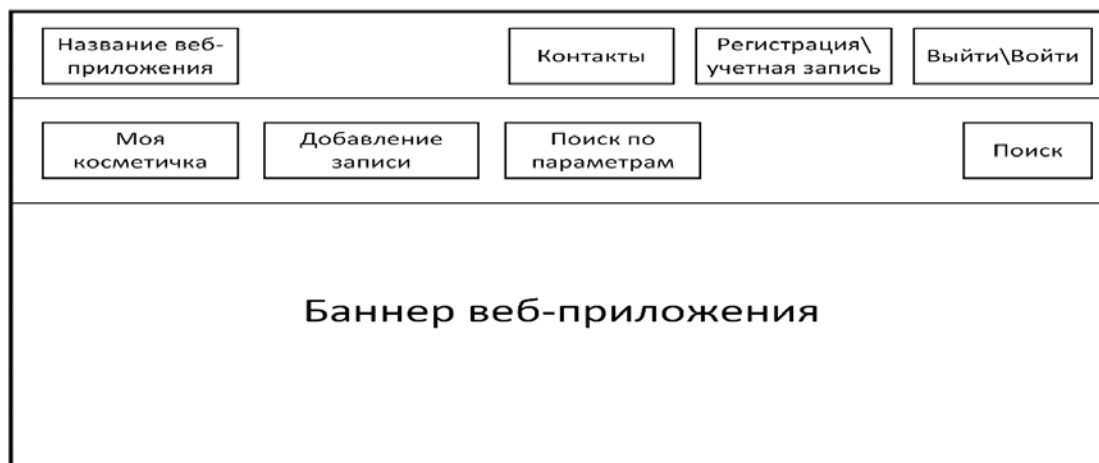 Название веб-
приложения
Контакты
Регистрация\
учетная запись
Выйти\Войти
Моя
косметичка
Добавление
записи
Поиск по
параметрам
Поиск
Баннер веб-приложения